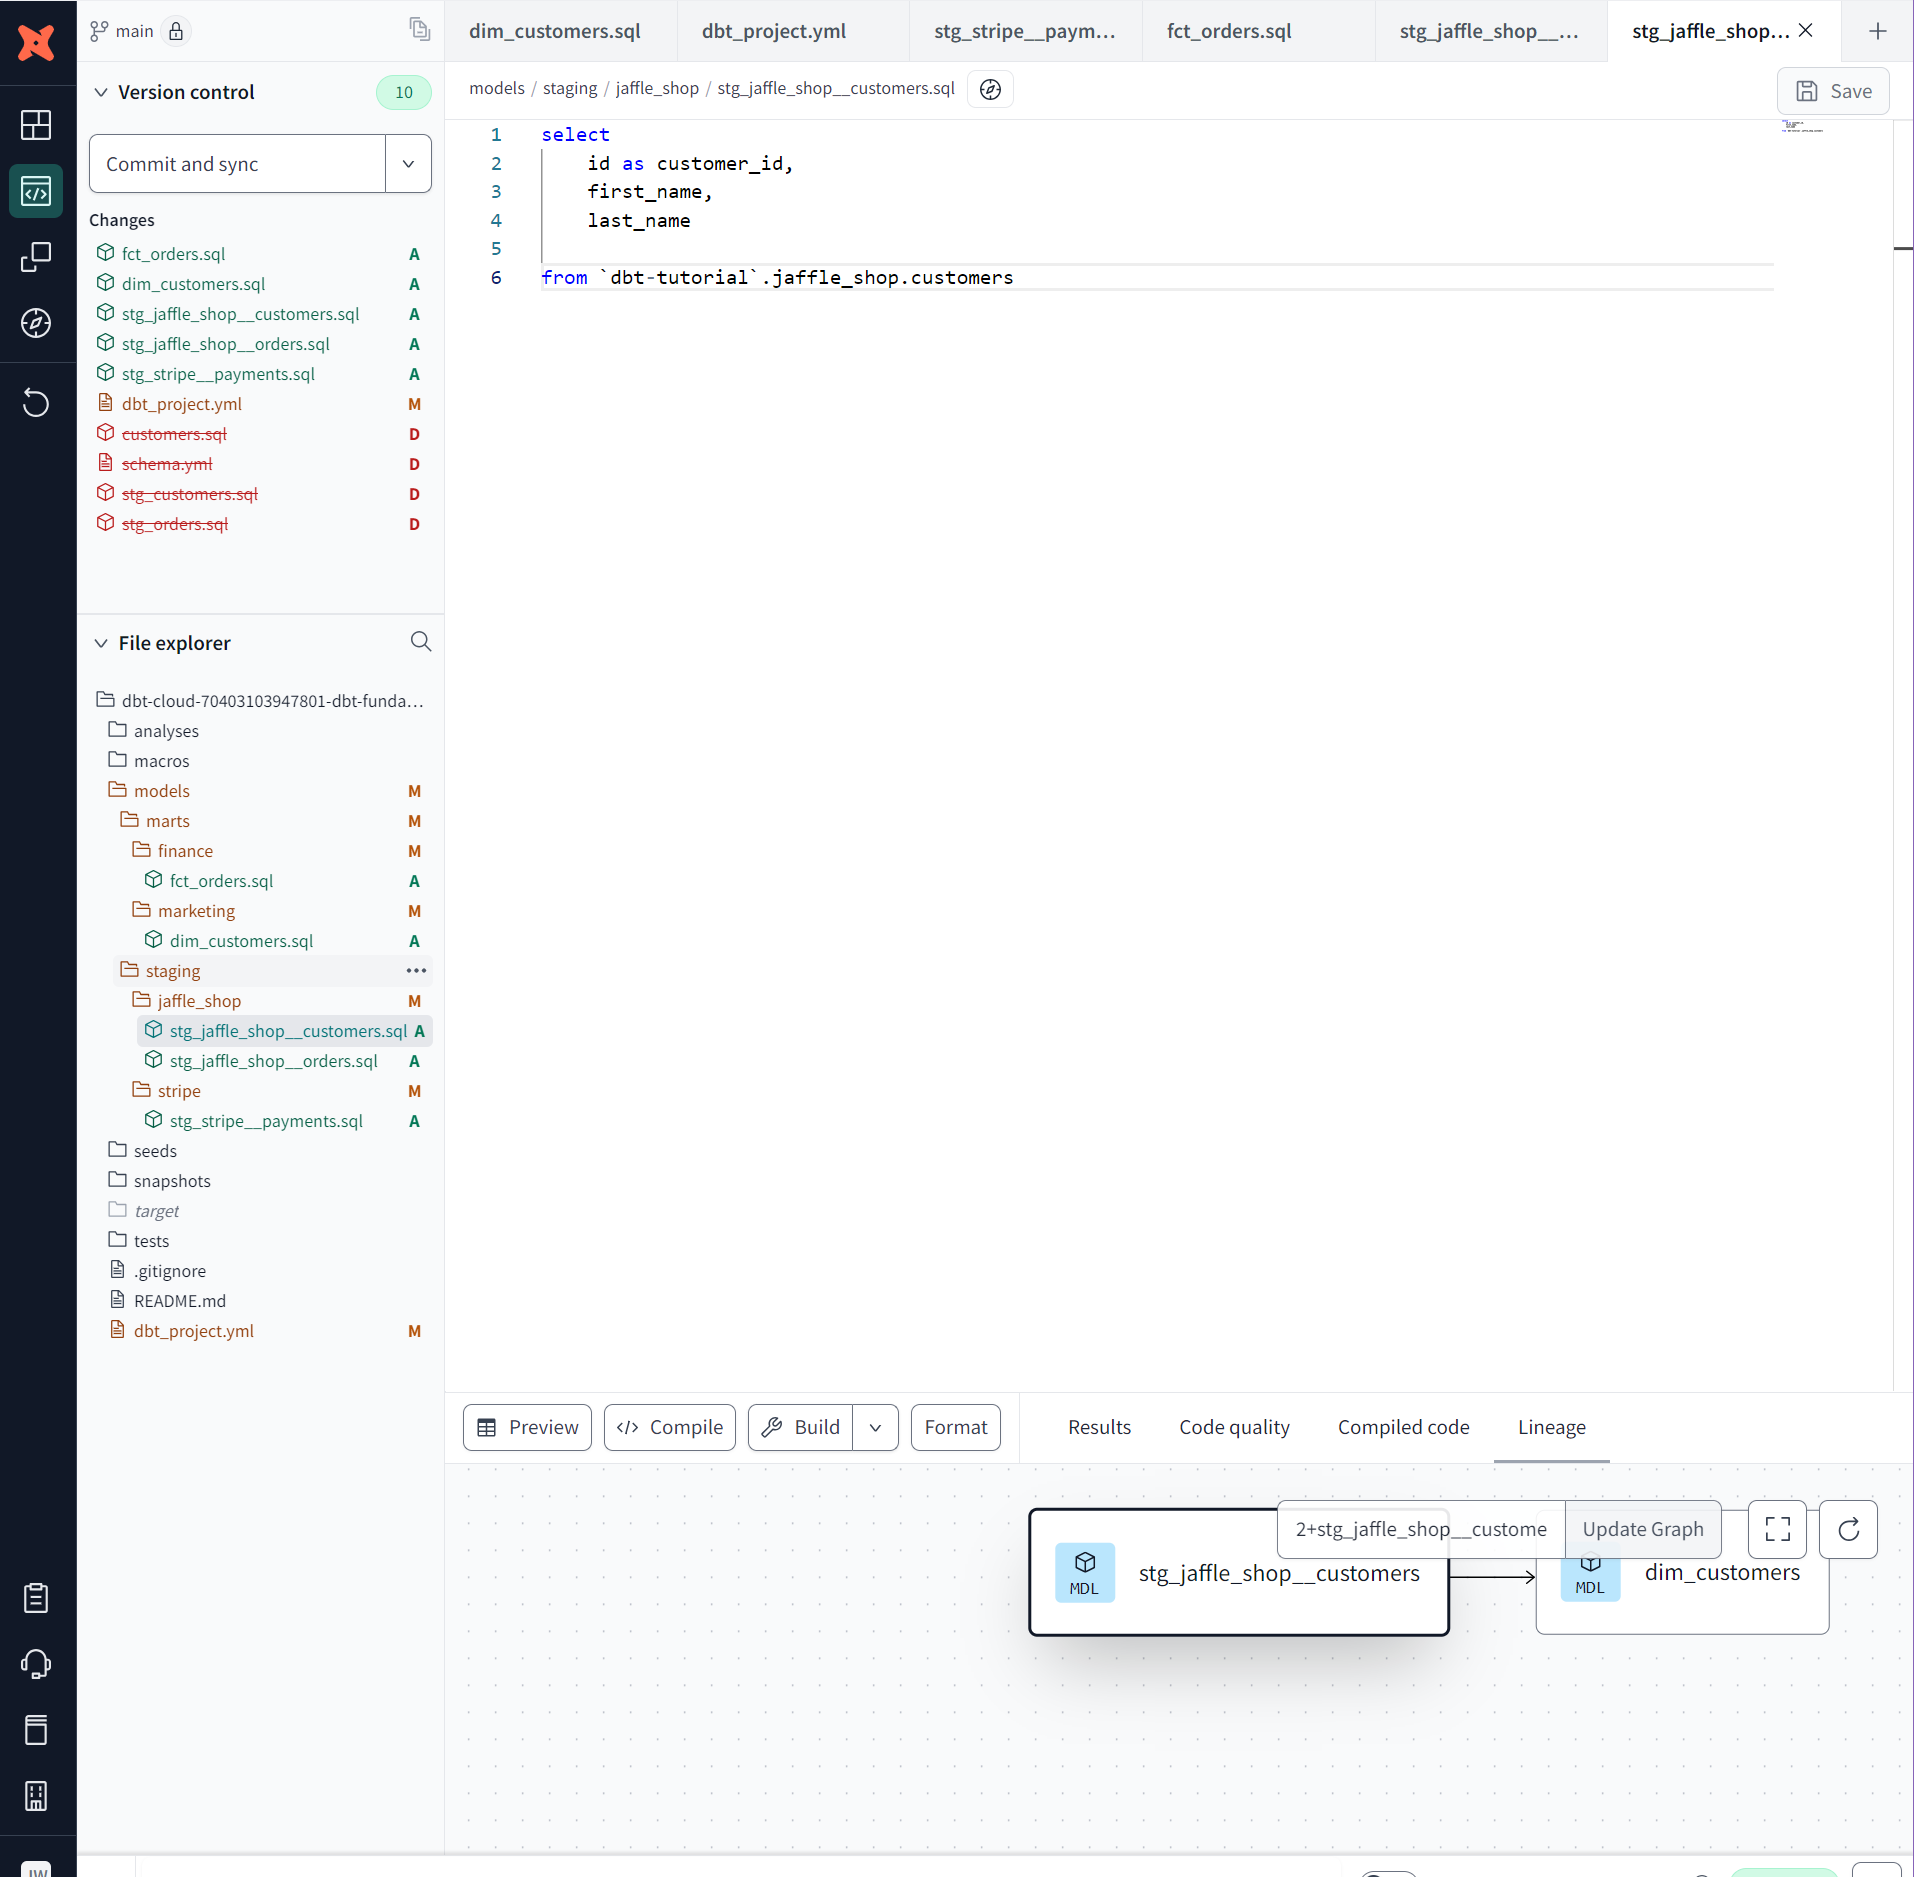 main
Version control
10
Commit and sync
Changes
fct_orders.sql A
dim_customers.sql A
stg_jaffle_shop__customers.sql A
stg_jaffle_shop__orders.sql A
stg_stripe__payments.sql A
dbt_project.yml M
customers.sql D
schema.yml D
stg_customers.sql D
stg_orders.sql D
File explorer
dbt-cloud-70403103947801-dbt-funda...
analyses
macros
models M
marts M
finance M
fct_orders.sql A
marketing M
dim_customers.sql A
staging
jaffle_shop M
stg_jaffle_shop__customers.sql A
stg_jaffle_shop__orders.sql A
stripe M
stg_stripe__payments.sql A
seeds
snapshots
target
tests
.gitignore
README.md
dbt_project.yml M
dim_customers.sql
dbt_project.yml
stg_stripe__paym...
fct_orders.sql
stg_jaffle_shop__...
stg_jaffle_shop...
models / staging / jaffle_shop / stg_jaffle_shop__customers.sql
Save
1 select
2 id as customer_id,
3 first_name,
4 last_name
5
6 from `dbt-tutorial`.jaffle_shop.customers
Preview
Compile
Build
Format
Results
Code quality
Compiled code
Lineage
2+stg_jaffle_shop__custome
Update Graph
MDL
stg_jaffle_shop__customers
MDL
dim_customers